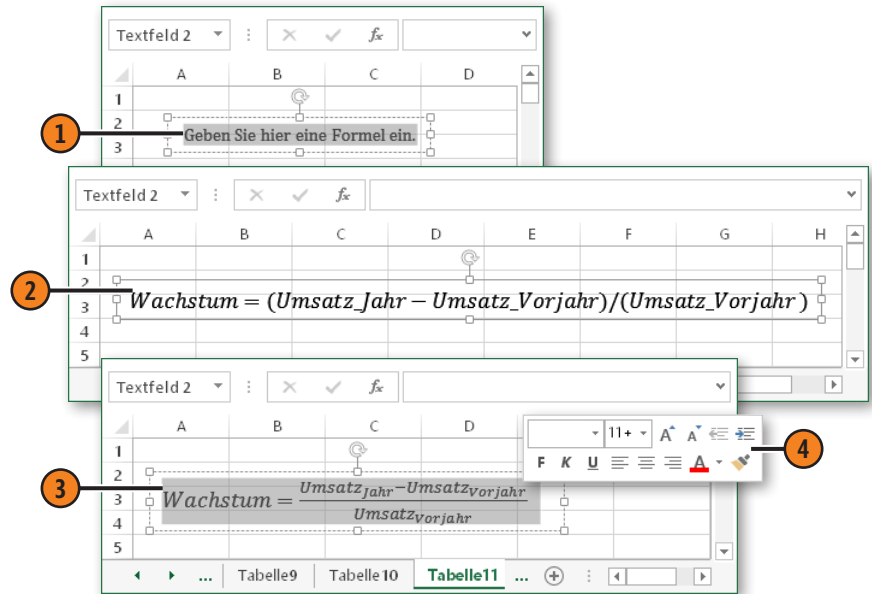 Textfeld 2 fx
A B C D
1
2
1 Geben Sie hier eine Formel ein.
3
Textfeld 2 fx
A B C D E F G H
1
2
2 Wachstum = (Umsatz_Jahr − Umsatz_Vorjahr)/(Umsatz_Vorjahr )
3
4
5
Textfeld 2 fx
A B C D
11+ A A
F K U A 4
1
2
3 Wachstum = Umsatz_Jahr−Umsatz_Vorjahr
3
Umsatz_Vorjahr
4
5
... Tabelle9 Tabelle10 Tabelle11 ...